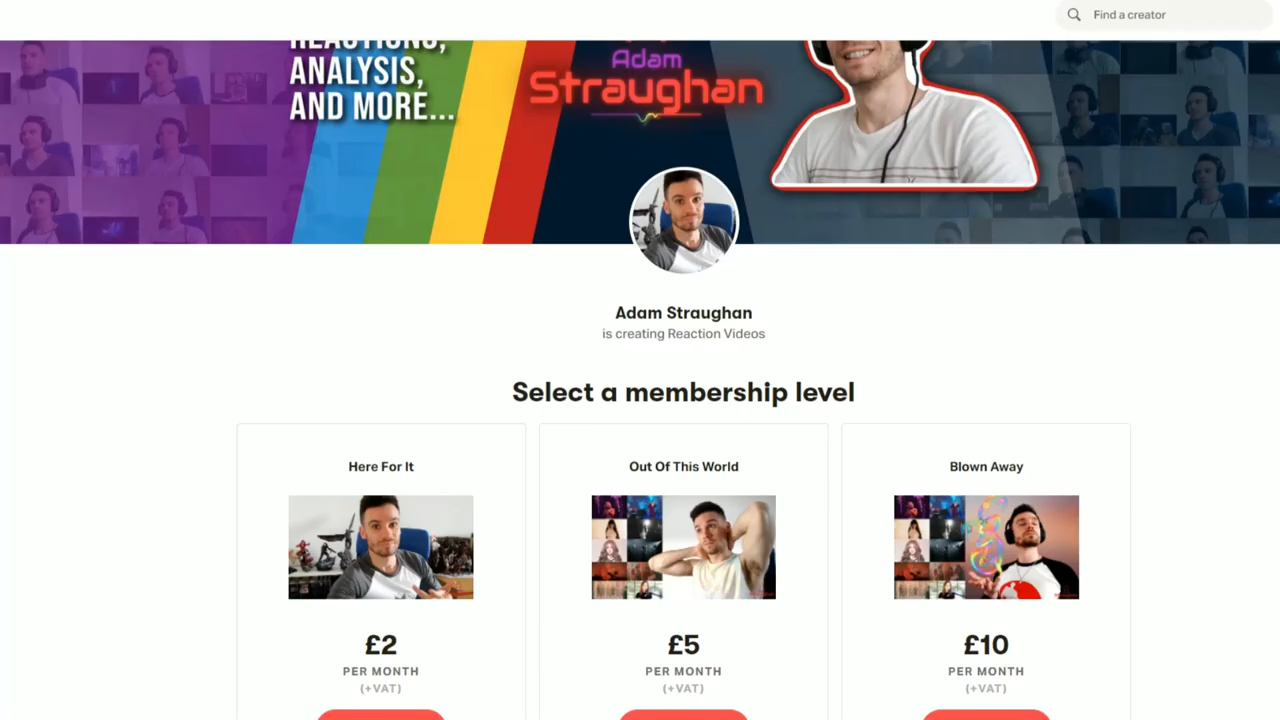 Find a creator
REACTIONS,
ANALYSIS,
AND MORE...
Adam
Straughan
Adam Straughan
is creating Reaction Videos
Select a membership level
Here For It
Out Of This World
Blown Away
£2
£5
£10
PER MONTH
PER MONTH
PER MONTH
(+VAT)
(+VAT)
(+VAT)